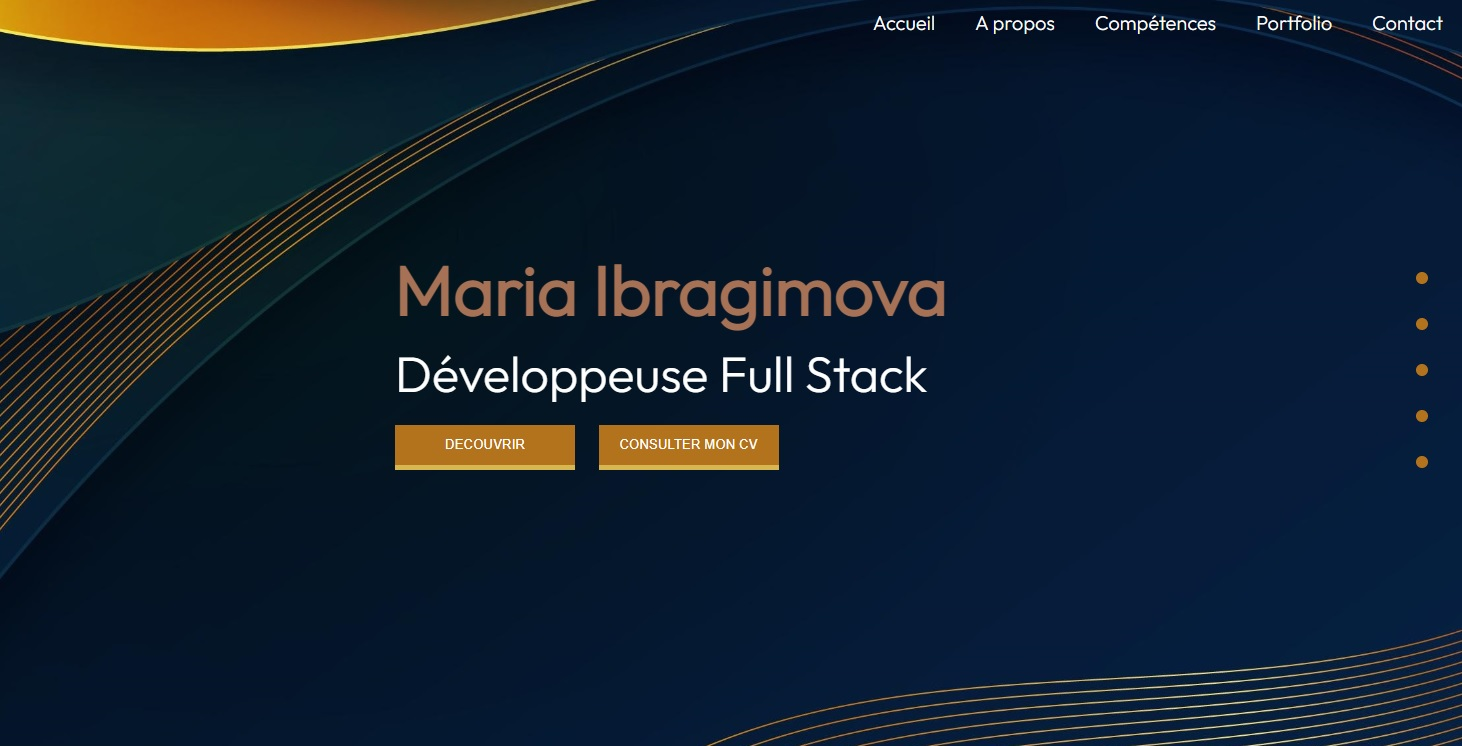 Accueil A propos Compétences Portfolio Contact
Maria Ibragimova
Développeuse Full Stack
DECOUVRIR CONSULTER MON CV